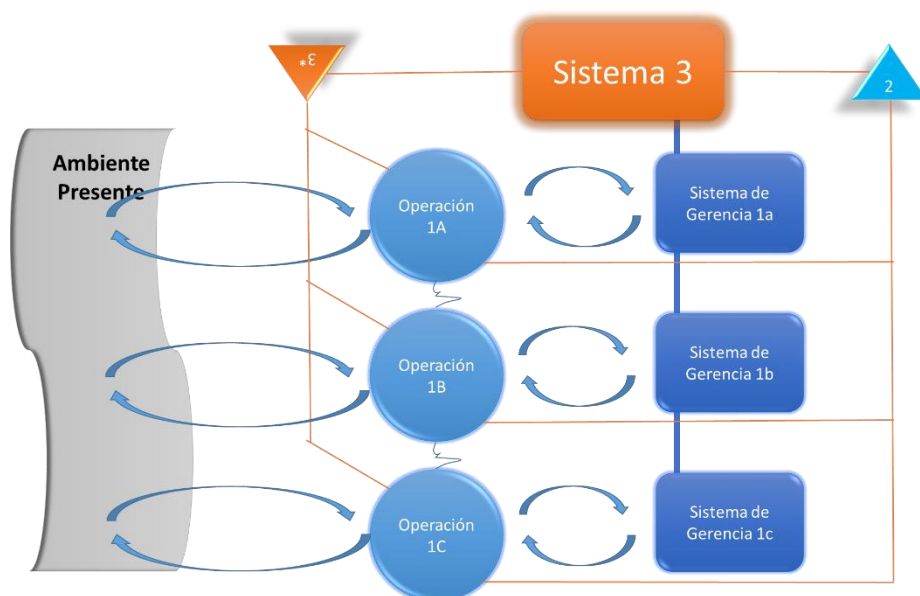 3*
Sistema 3
2
Ambiente
Presente
Operación
1A
Sistema de
Gerencia 1a
Operación
1B
Sistema de
Gerencia 1b
Operación
1C
Sistema de
Gerencia 1c